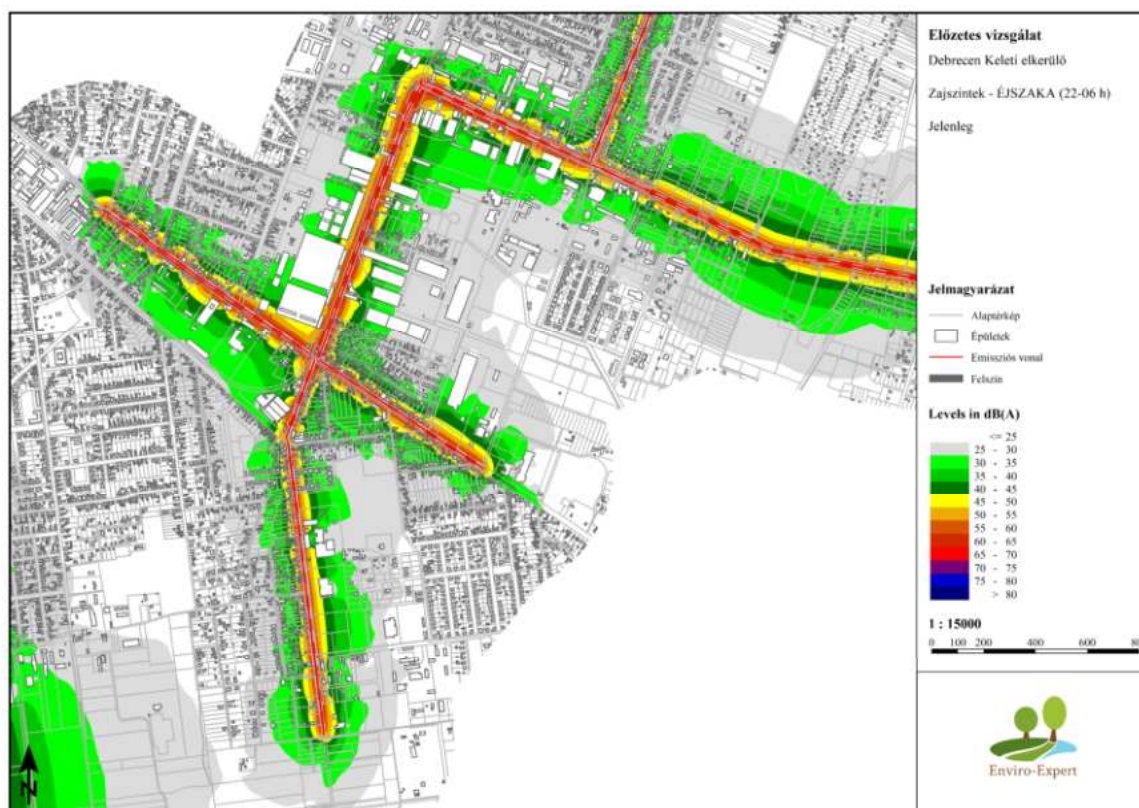 Előzetes vizsgálat
Debrecen Keleti elkerülő
Zajszintek - ÉJSZAKA (22-06 h)
Jelenleg
Jelmagyarázat
Alaptérkép
Épületek
Emissziós vonal
Felszín
Levels in dB(A)
<= 25
25 - 30
30 - 35
35 - 40
40 - 45
45 - 50
50 - 55
55 - 60
60 - 65
65 - 70
70 - 75
75 - 80
> 80
1 : 15000
0 100 200 400 600
Enviro-Expert
N